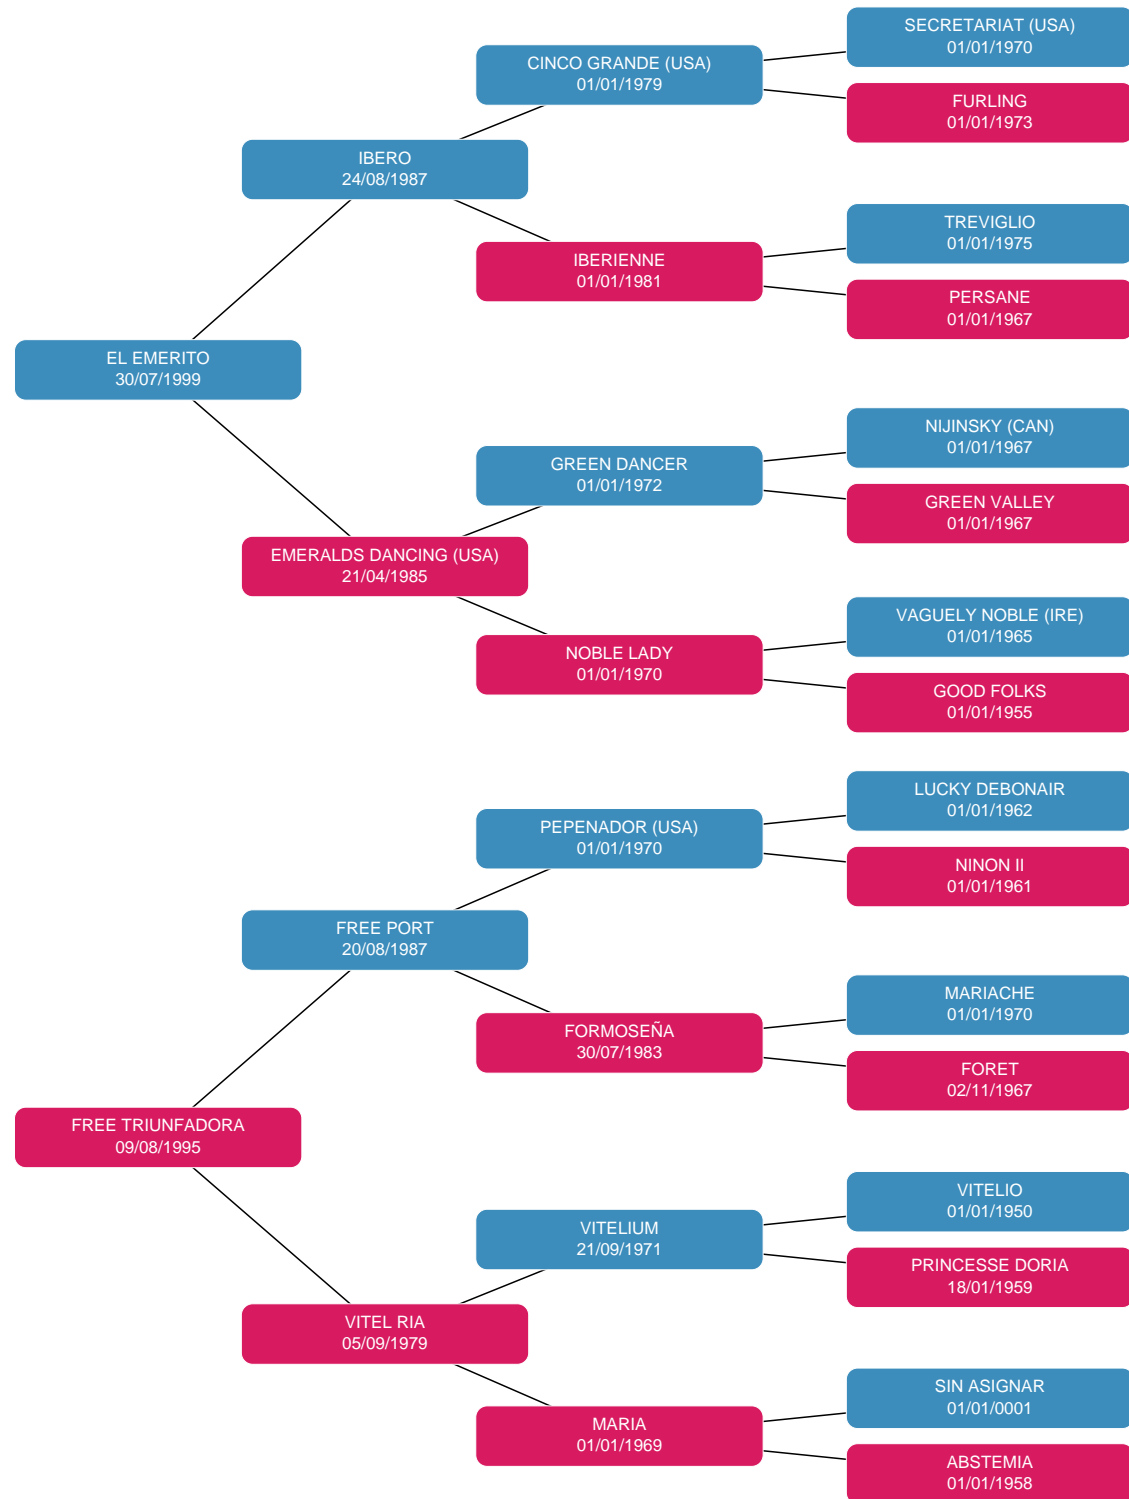 SECRETARIAT (USA)
01/01/1970
CINCO GRANDE (USA)
01/01/1979
FURLING
01/01/1973
IBERO
24/08/1987
TREVIGLIO
01/01/1975
IBERIENNE
01/01/1981
PERSANE
01/01/1967
EL EMERITO
30/07/1999
NIJINSKY (CAN)
01/01/1967
GREEN DANCER
01/01/1972
GREEN VALLEY
01/01/1967
EMERALDS DANCING (USA)
21/04/1985
VAGUELY NOBLE (IRE)
01/01/1965
NOBLE LADY
01/01/1970
GOOD FOLKS
01/01/1955
LUCKY DEBONAIR
01/01/1962
PEPENADOR (USA)
01/01/1970
NINON II
01/01/1961
FREE PORT
20/08/1987
MARIACHE
01/01/1970
FORMOSEÑA
30/07/1983
FORET
02/11/1967
FREE TRIUNFADORA
09/08/1995
VITELIO
01/01/1950
VITELIUM
21/09/1971
PRINCESSE DORIA
18/01/1959
VITEL RIA
05/09/1979
SIN ASIGNAR
01/01/0001
MARIA
01/01/1969
ABSTEMIA
01/01/1958